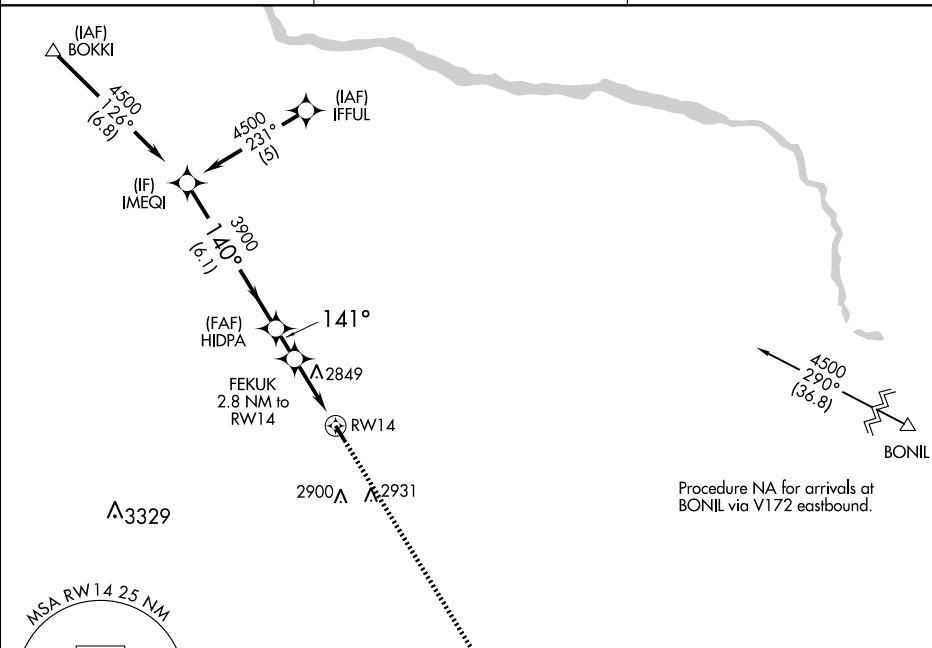 (IAF)
BOKKI
4500
126°
(6.8)
(IAF)
IFFUL
4500
231°
(5)
(IF)
IMEQI
3900
140°
(6.1)
(FAF)
HIDPA
141°
FEKUK
2.8 NM to
RW14
2849
RW14
4500
290°
(36.8)
BONIL
2900
2931
Procedure NA for arrivals at
BONIL via V172 eastbound.
3329
MSA RW14 25 NM